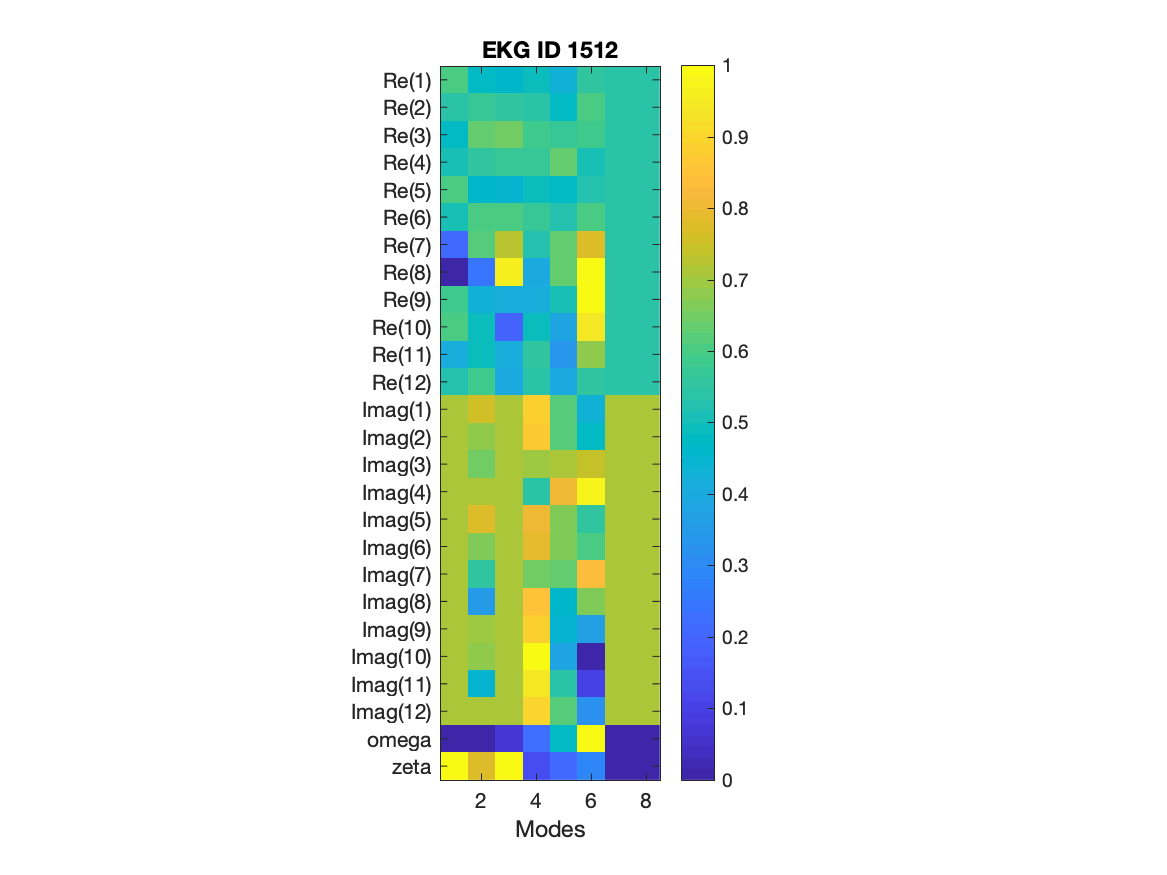 EKG ID 1512
Re(1)
Re(2)
Re(3)
Re(4)
Re(5)
Re(6)
Re(7)
Re(8)
Re(9)
Re(10)
Re(11)
Re(12)
Imag(1)
Imag(2)
Imag(3)
Imag(4)
Imag(5)
Imag(6)
Imag(7)
Imag(8)
Imag(9)
Imag(10)
Imag(11)
Imag(12)
omega
zeta
2 4 6 8
Modes
1
0.9
0.8
0.7
0.6
0.5
0.4
0.3
0.2
0.1
0